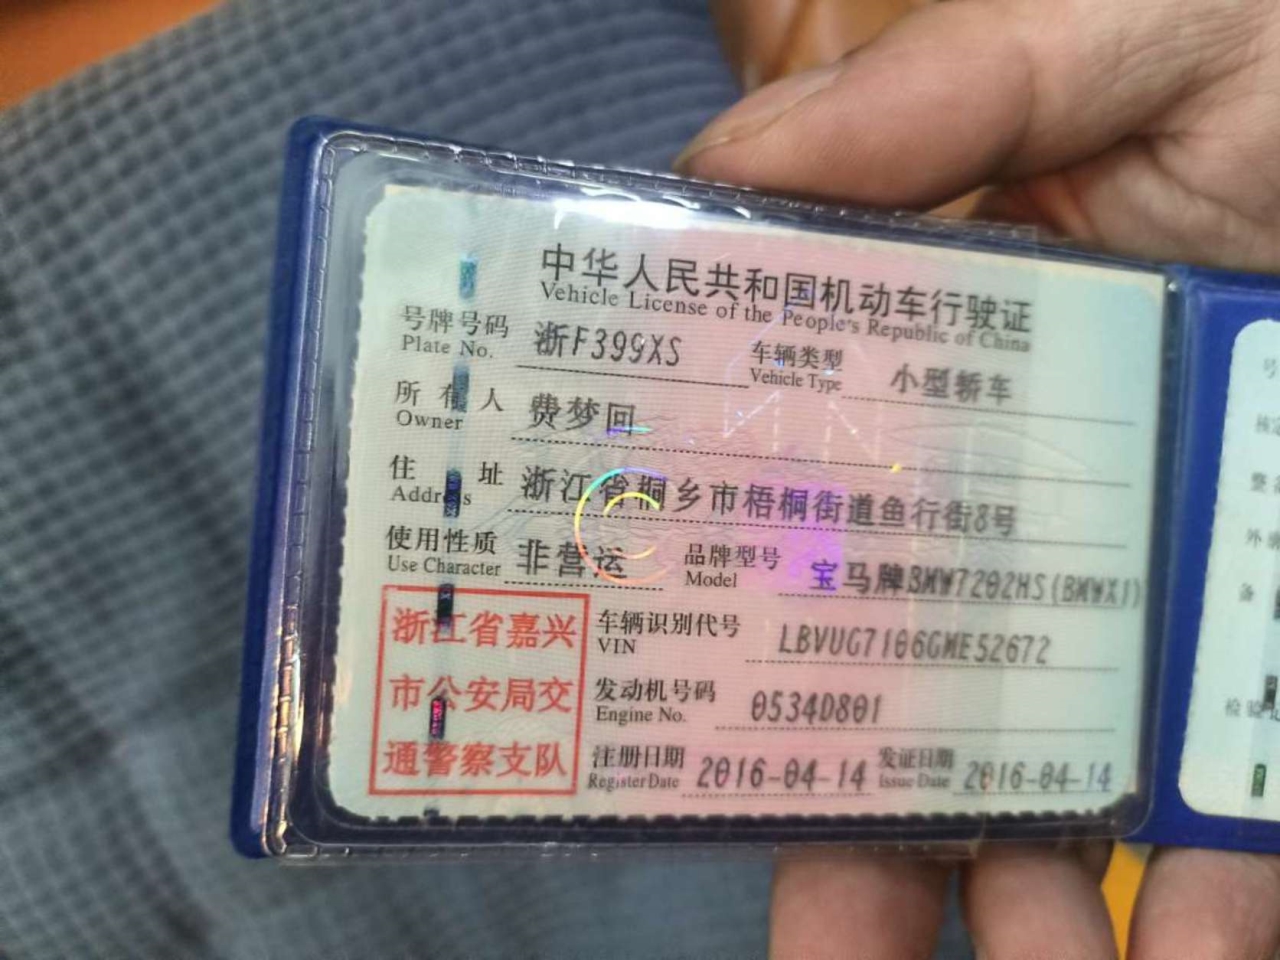 中华人民共和国机动车行驶证
Vehicle License of the People's Republic of China
号牌号码 浙F399XS 车辆类型 小型轿车
Plate No. Vehicle Type
所有人 费梦回
Owner
住址 浙江省桐乡市梧桐街道鱼行街8号
Address
使用性质 非营运 品牌型号 宝马牌BMW7202HS(BMWX1)
Use Character Model
浙江省嘉兴
市公安局交
通警察支队
车辆识别代号 LBVUG7106GME52672
VIN
发动机号码 0534D801
Engine No.
注册日期 2016-04-14 发证日期 2016-04-14
Register Date Issue Date
号